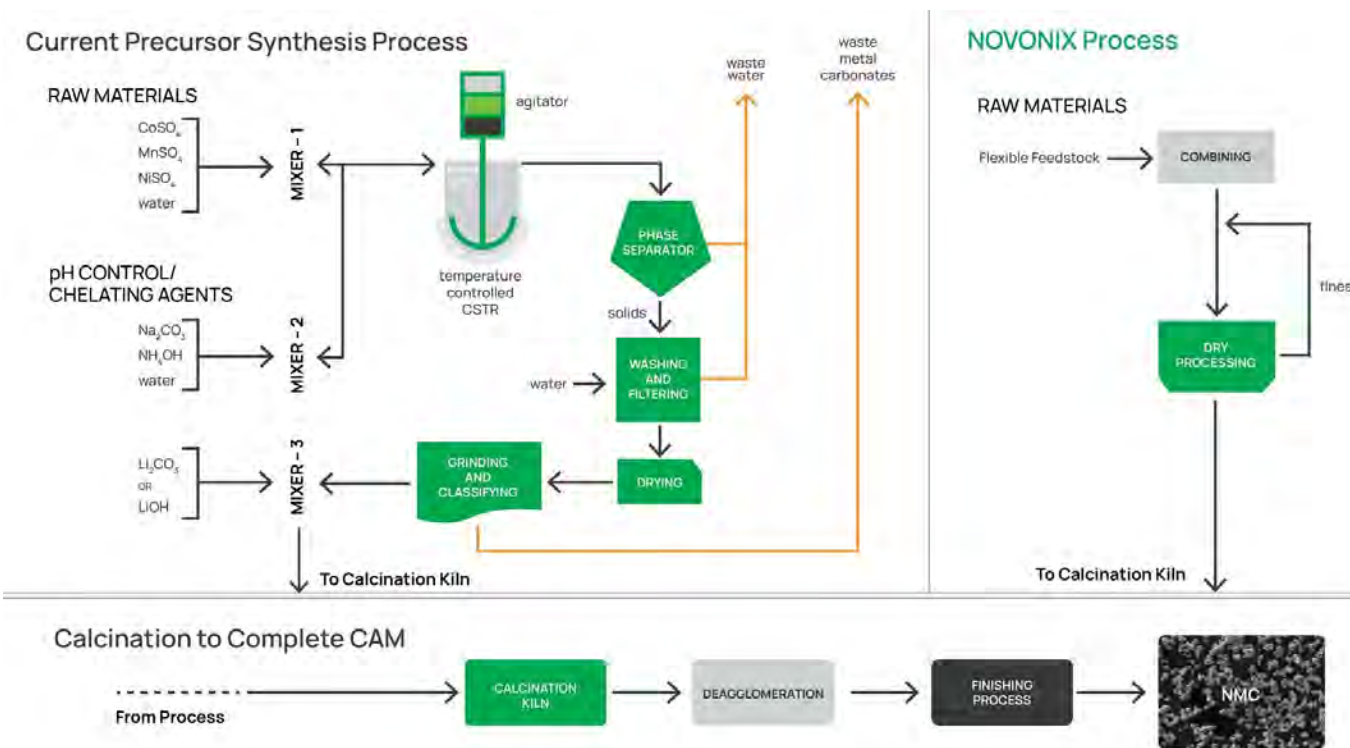 Current Precursor Synthesis Process
RAW MATERIALS
CoSO₄
MnSO₄
NiSO₄
water
MIXER - 1
agitator
temperature
controlled
CSTR
waste
water
waste
metal
carbonates
PHASE
SEPARATOR
solids
pH CONTROL/
CHELATING AGENTS
Na₂CO₃
NH₄OH
water
MIXER - 2
water
WASHING
AND
FILTERING
Li₂CO₃
OR
LiOH
MIXER - 3
GRINDING
AND
CLASSIFYING
DRYING
To Calcination Kiln
NOVONIX Process
RAW MATERIALS
Flexible Feedstock
COMBINING
fines
DRY
PROCESSING
To Calcination Kiln
Calcination to Complete CAM
From Process
CALCINATION
KILN
DEAGGLOMERATION
FINISHING
PROCESS
NMC